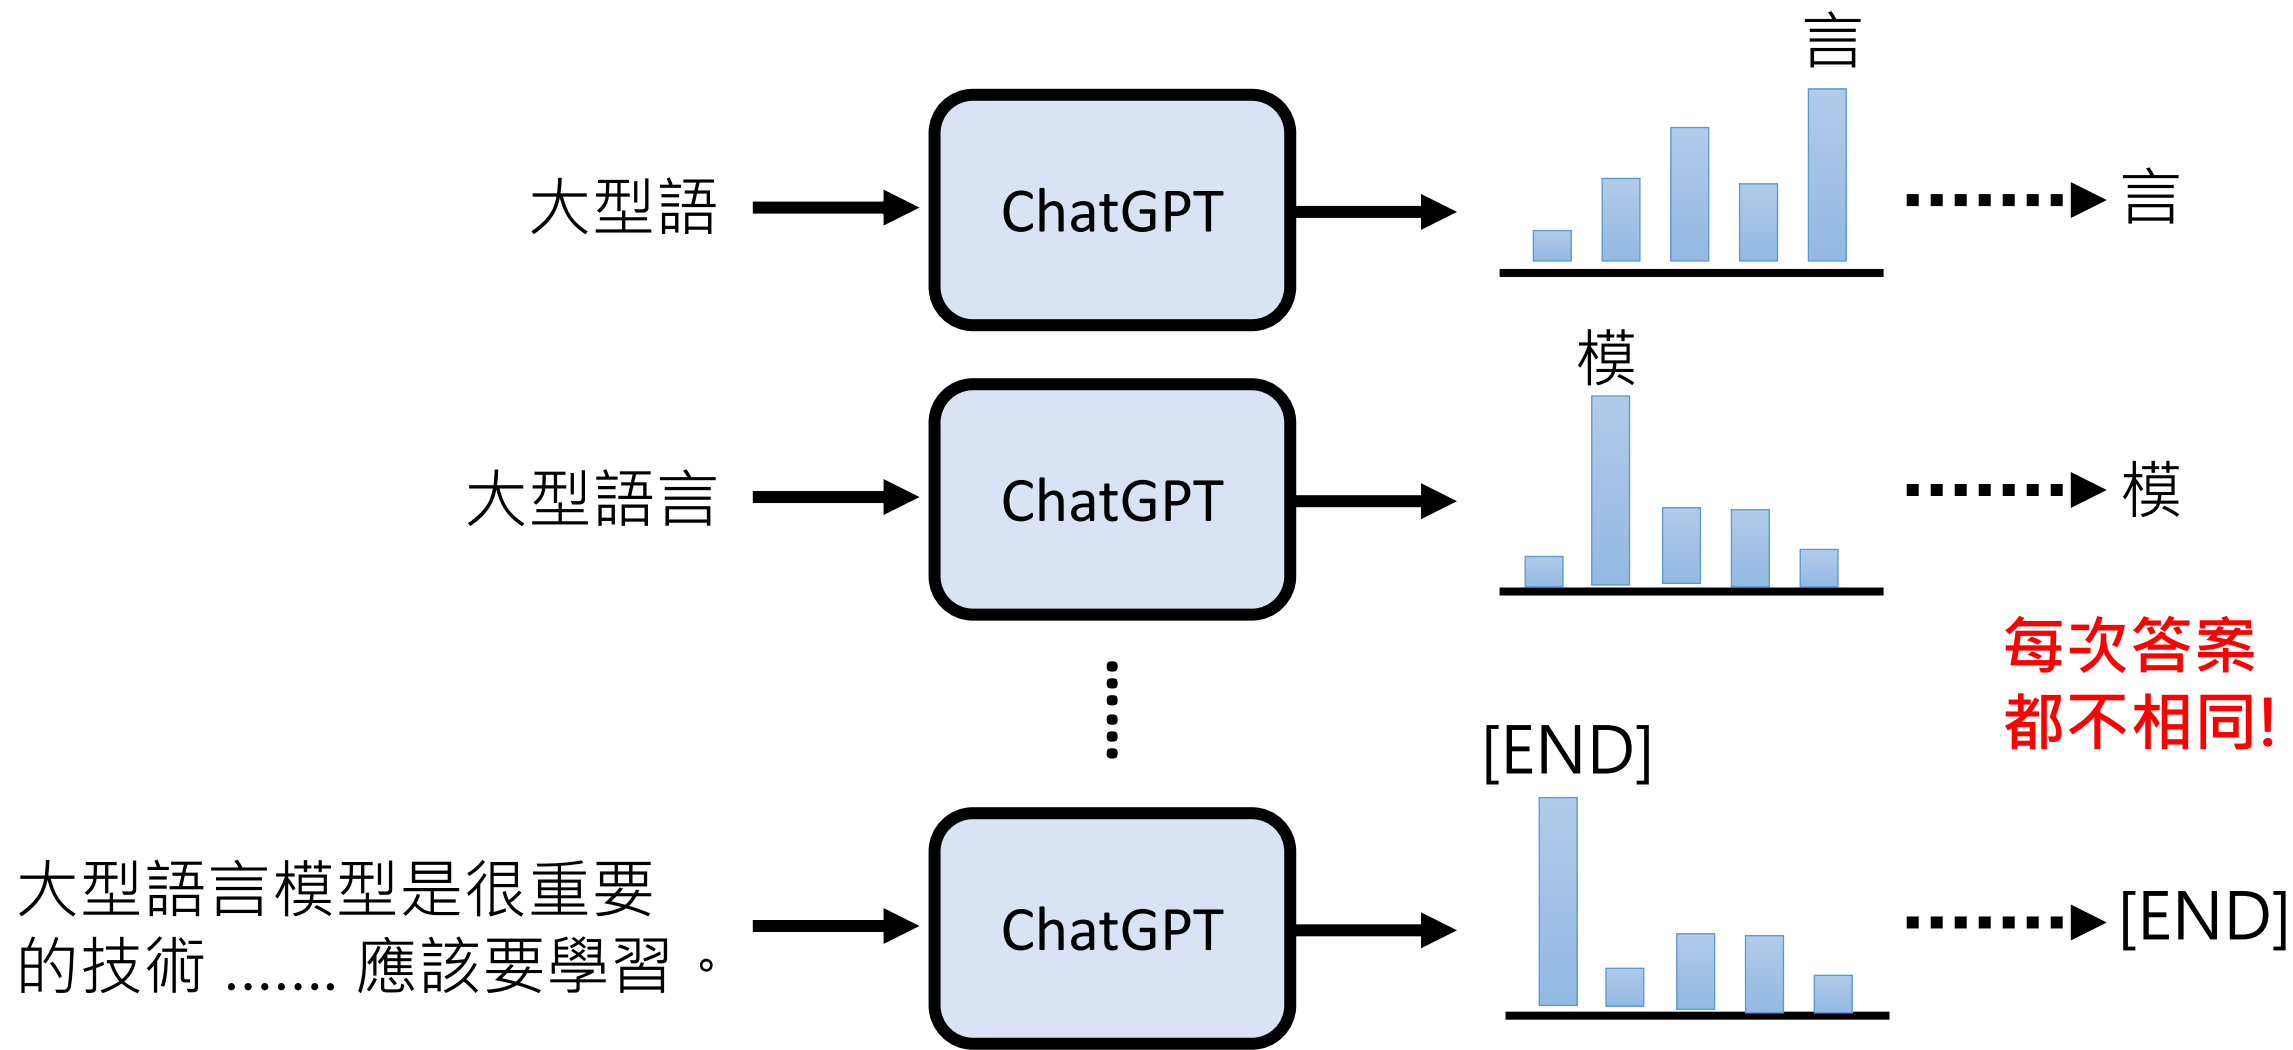 言
大型語
ChatGPT
言
模
大型語言
ChatGPT
模
每次答案
都不相同!
[END]
大型語言模型是很重要
的技術 ....... 應該要學習。
ChatGPT
[END]